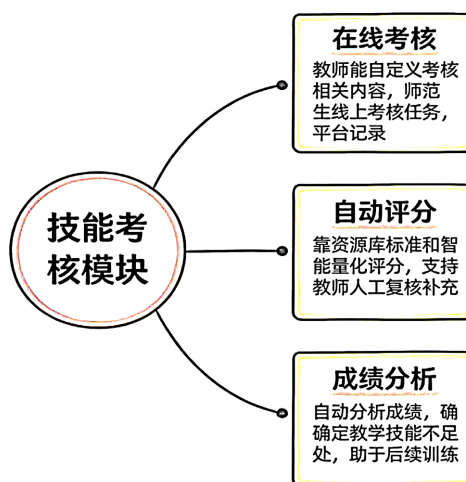 技能考
核模块
在线考核
教师能自定义考核
相关内容，师范
生线上考核任务，
平台记录
自动评分
靠资源库标准和智
能量化评分，支持
教师人工复核补充
成绩分析
自动分析成绩，确
确定教学技能不足
处，助于后续训练